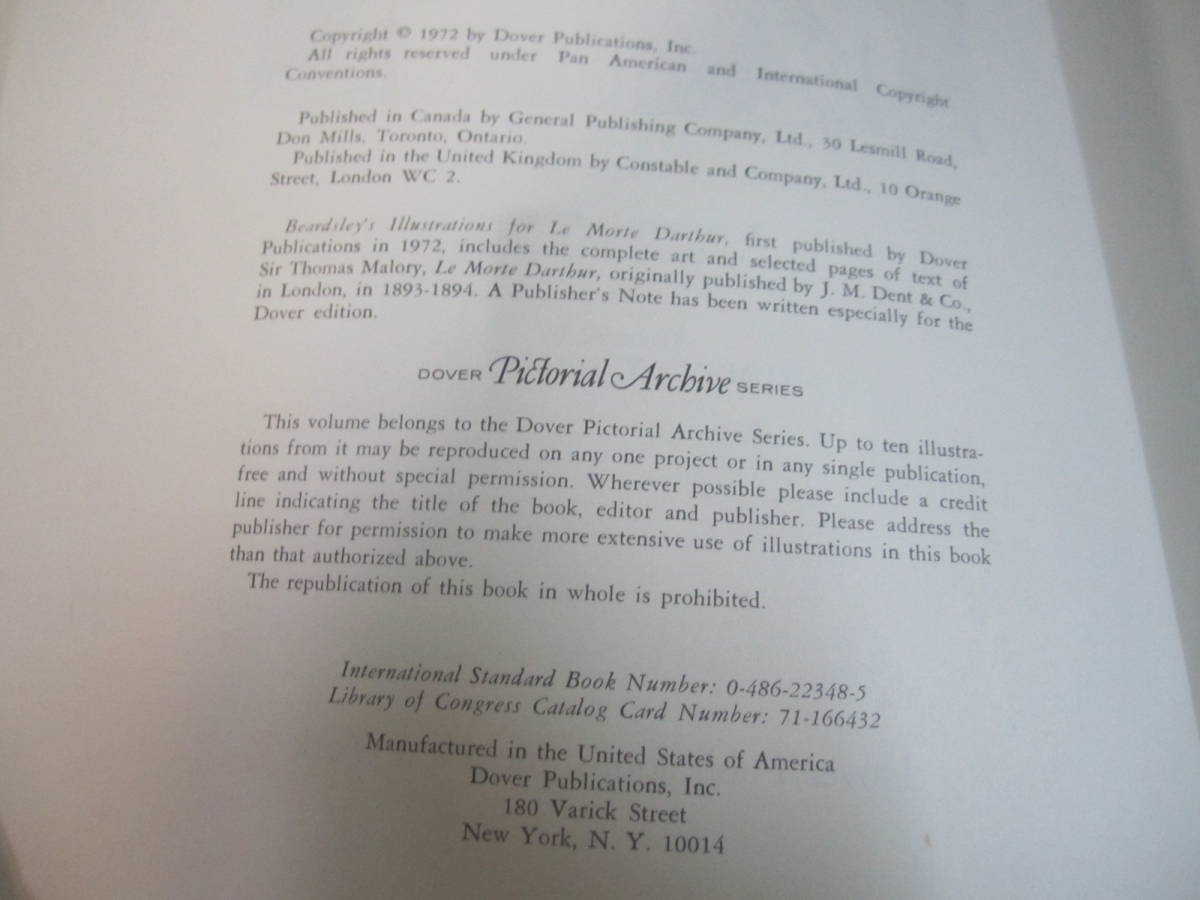 Copyright © 1972 by Dover Publications, Inc.
All rights reserved under Pan American and International Copyright
Conventions.
Published in Canada by General Publishing Company, Ltd., 30 Lesmill Road,
Don Mills, Toronto, Ontario.
Published in the United Kingdom by Constable and Company, Ltd., 10 Orange
Street, London WC 2.
Beardsley's Illustrations for Le Morte Darthur, first published by Dover
Publications in 1972, includes the complete art and selected pages of text of
Sir Thomas Malory, Le Morte Darthur, originally published by J. M. Dent & Co.,
in London, in 1893-1894. A Publisher's Note has been written especially for the
Dover edition.
DOVER Pictorial Archive SERIES
This volume belongs to the Dover Pictorial Archive Series. Up to ten illustra-
tions from it may be reproduced on any one project or in any single publication,
free and without special permission. Wherever possible please include a credit
line indicating the title of the book, editor and publisher. Please address the
publisher for permission to make more extensive use of illustrations in this book
than that authorized above.
The republication of this book in whole is prohibited.
International Standard Book Number: 0-486-22348-5
Library of Congress Catalog Card Number: 71-166432
Manufactured in the United States of America
Dover Publications, Inc.
180 Varick Street
New York, N. Y. 10014